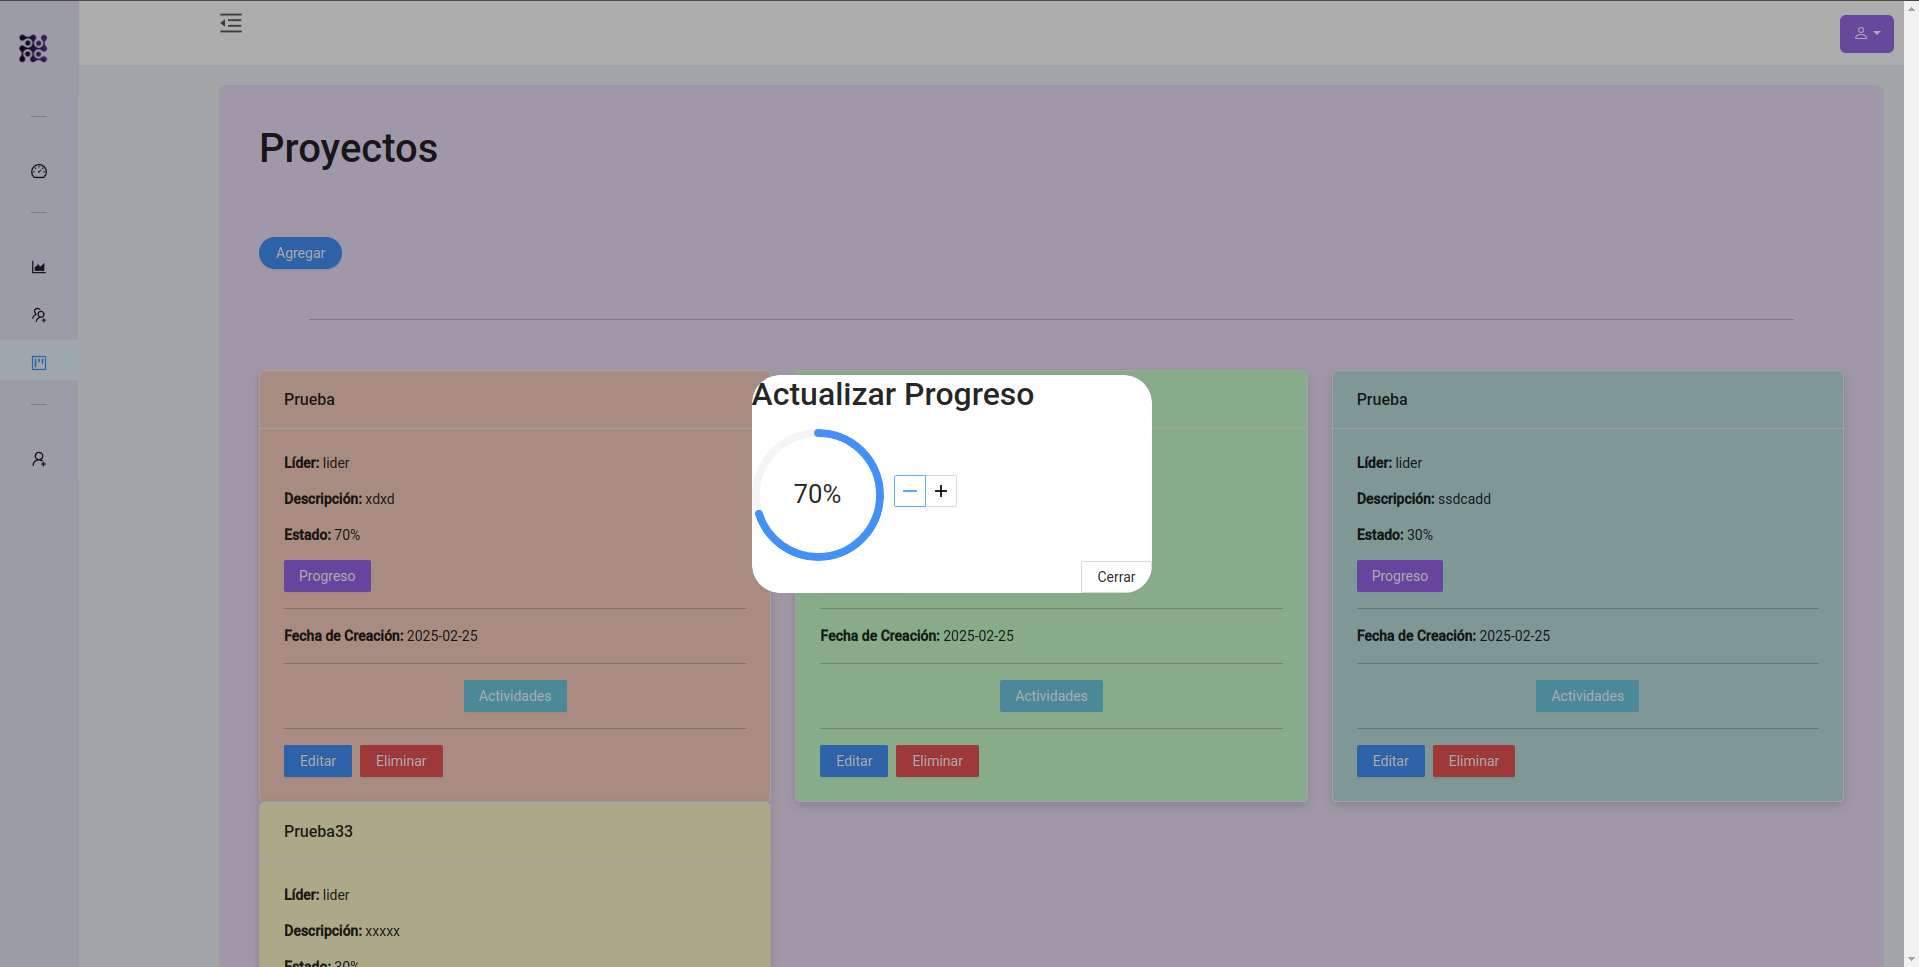 Proyectos
Agregar
Actualizar Progreso
70%
Cerrar
Prueba
Líder: lider
Descripción: xdxd
Estado: 70%
Progreso
Fecha de Creación: 2025-02-25
Actividades
Editar Eliminar
Fecha de Creación: 2025-02-25
Actividades
Editar Eliminar
Prueba
Líder: lider
Descripción: ssdcadd
Estado: 30%
Progreso
Fecha de Creación: 2025-02-25
Actividades
Editar Eliminar
Prueba33
Líder: lider
Descripción: xxxxx
Estado: 30%